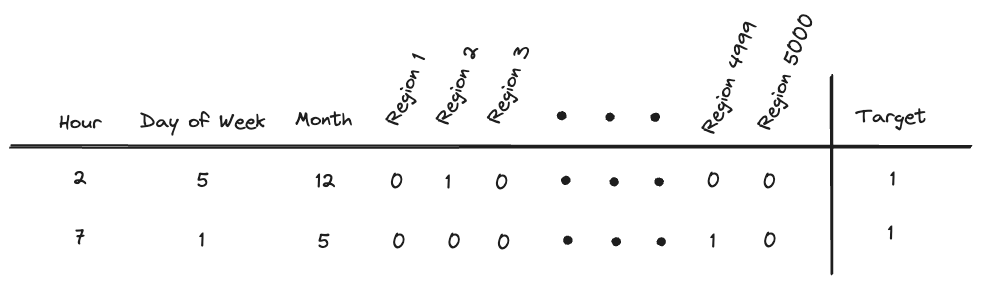 Hour Day of Week Month Region 1 Region 2 Region 3 • • • Region 4999 Region 5000 Target
2 5 12 0 1 0 • • • 0 0 1
7 1 5 0 0 0 • • • 1 0 1